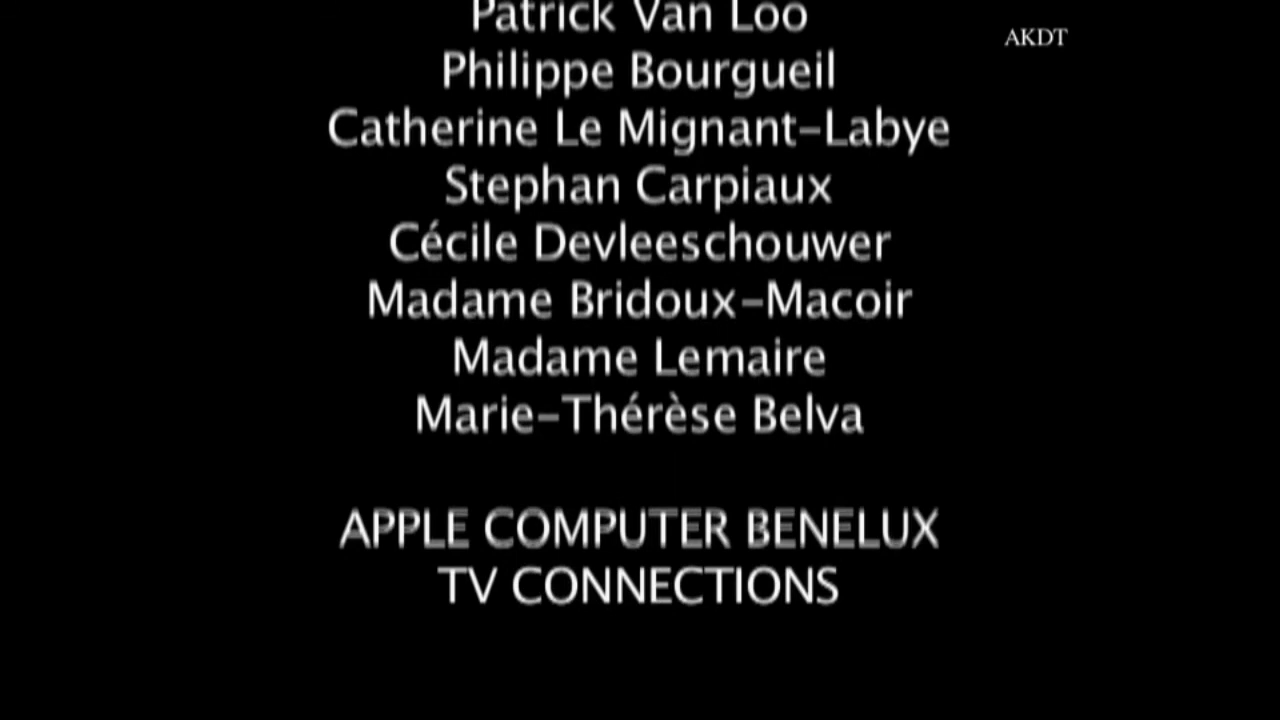 Patrick Van Loo
AKDT
Philippe Bourgueil
Catherine Le Mignant-Labye
Stephan Carpiaux
Cécile Devleeschouwer
Madame Bridoux-Macoir
Madame Lemaire
Marie-Thérèse Belva
APPLE COMPUTER BENELUX
TV CONNECTIONS